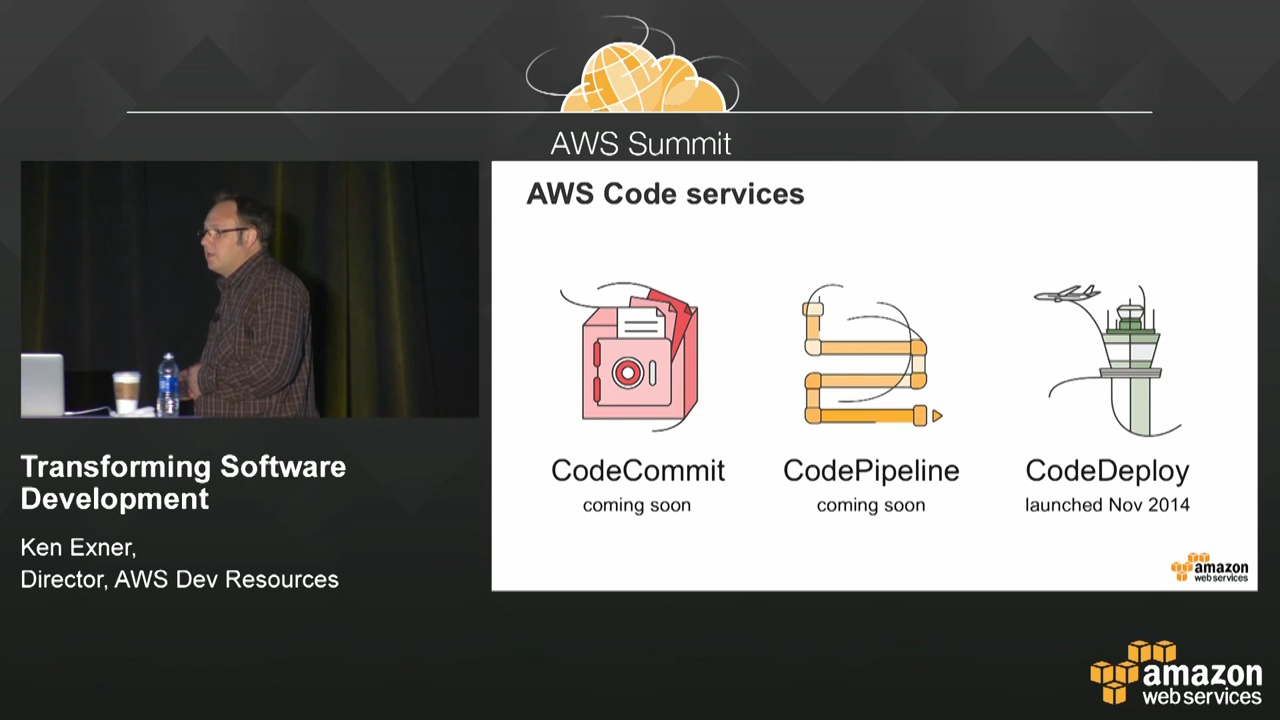 AWS Summit
AWS Code services
CodeCommit
coming soon
CodePipeline
coming soon
CodeDeploy
launched Nov 2014
amazon
web services
Transforming Software
Development
Ken Exner,
Director, AWS Dev Resources
amazon
web services